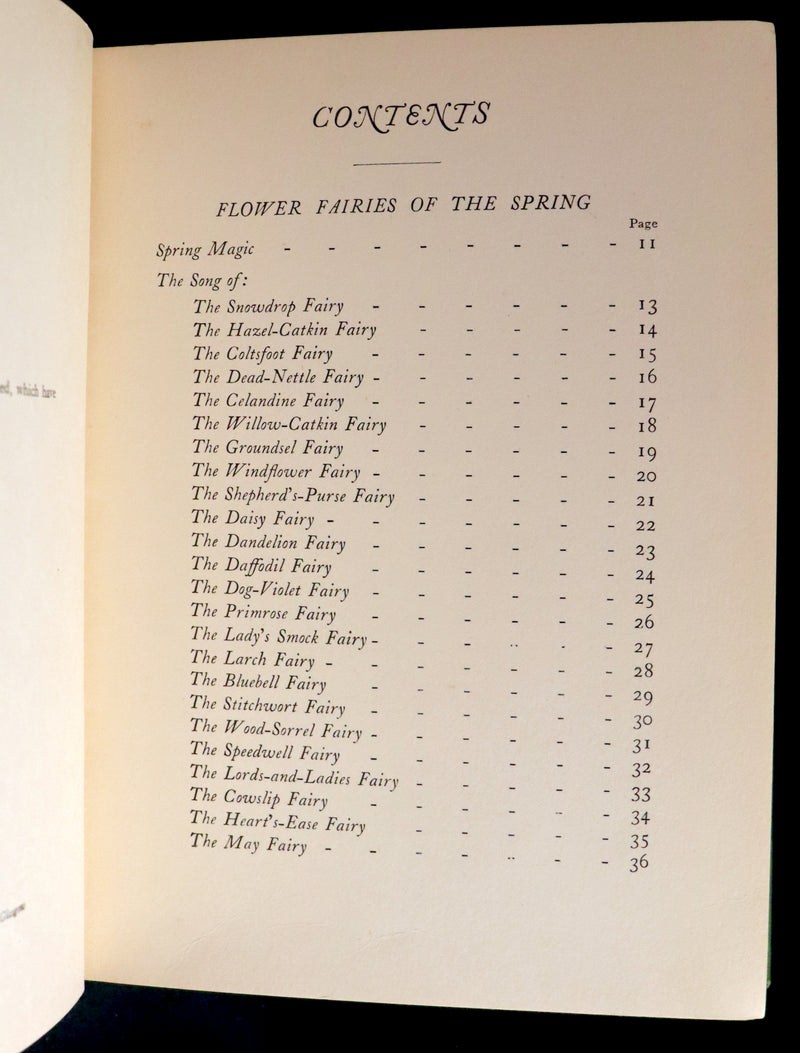 ed, which have
CONTENTS
FLOWER FAIRIES OF THE SPRING
Page
Spring Magic - - - - - - - - 11
The Song of:
The Snowdrop Fairy - - - - - - 13
The Hazel-Catkin Fairy - - - - - 14
The Coltsfoot Fairy - - - - - - 15
The Dead-Nettle Fairy - - - - - - 16
The Celandine Fairy - - - - - - 17
The Willow-Catkin Fairy - - - - - 18
The Groundsel Fairy - - - - - - 19
The Windflower Fairy - - - - - - 20
The Shepherd's-Purse Fairy - - - - - 21
The Daisy Fairy - - - - - - - 22
The Dandelion Fairy - - - - - - 23
The Daffodil Fairy - - - - - - 24
The Dog-Violet Fairy - - - - - - 25
The Primrose Fairy - - - - - - 26
The Lady's Smock Fairy - - - - - - 27
The Larch Fairy - - - - - - - 28
The Bluebell Fairy - - - - - - 29
The Stitchwort Fairy - - - - - - 30
The Wood-Sorrel Fairy - - - - - - 31
The Speedwell Fairy - - - - - - 32
The Lords-and-Ladies Fairy - - - - - 33
The Cowslip Fairy - - - - - - 34
The Heart's-Ease Fairy - - - - - 35
The May Fairy - - - - - - - 36